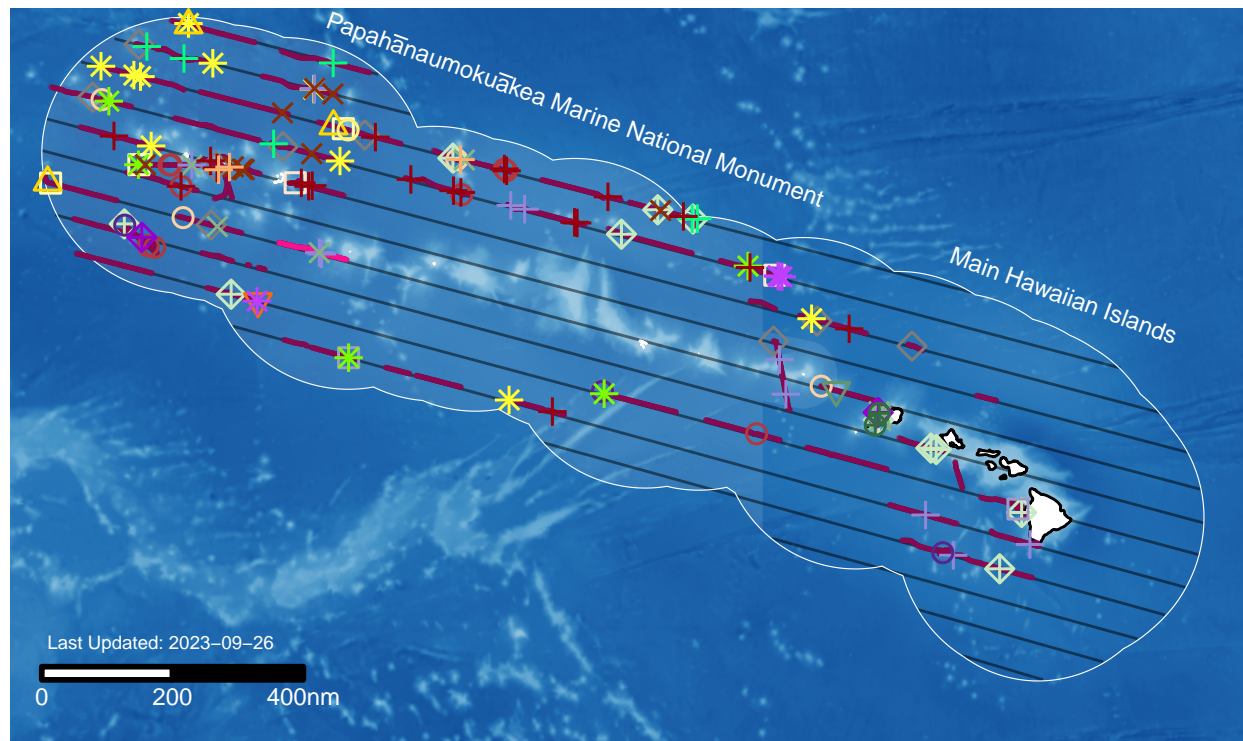 Papahānaumokuākea Marine National Monument
Main Hawaiian Islands
Last Updated: 2023−09−26
0 200 400nm